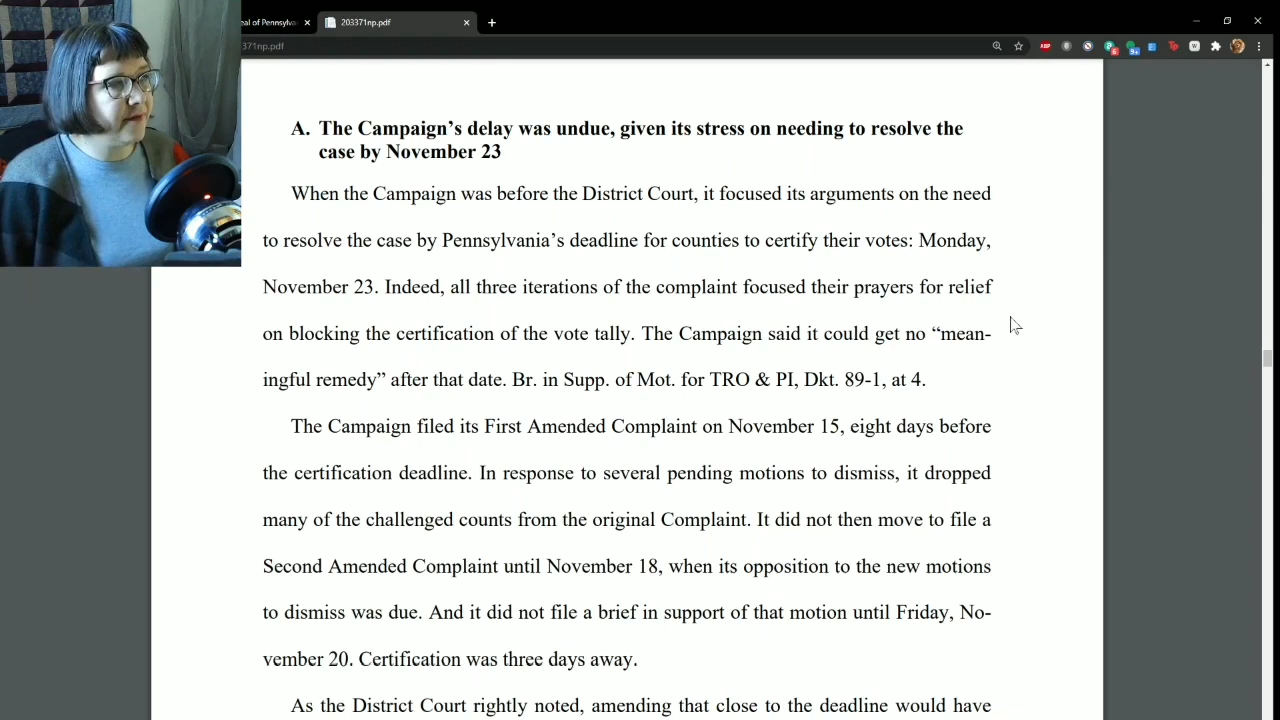 eal of Pennsylva
203371np.pdf
371np.pdf
A. The Campaign's delay was undue, given its stress on needing to resolve the
case by November 23
When the Campaign was before the District Court, it focused its arguments on the need
to resolve the case by Pennsylvania's deadline for counties to certify their votes: Monday,
November 23. Indeed, all three iterations of the complaint focused their prayers for relief
on blocking the certification of the vote tally. The Campaign said it could get no “mean-
ingful remedy” after that date. Br. in Supp. of Mot. for TRO & PI, Dkt. 89-1, at 4.
The Campaign filed its First Amended Complaint on November 15, eight days before
the certification deadline. In response to several pending motions to dismiss, it dropped
many of the challenged counts from the original Complaint. It did not then move to file a
Second Amended Complaint until November 18, when its opposition to the new motions
to dismiss was due. And it did not file a brief in support of that motion until Friday, No-
vember 20. Certification was three days away.
As the District Court rightly noted, amending that close to the deadline would have